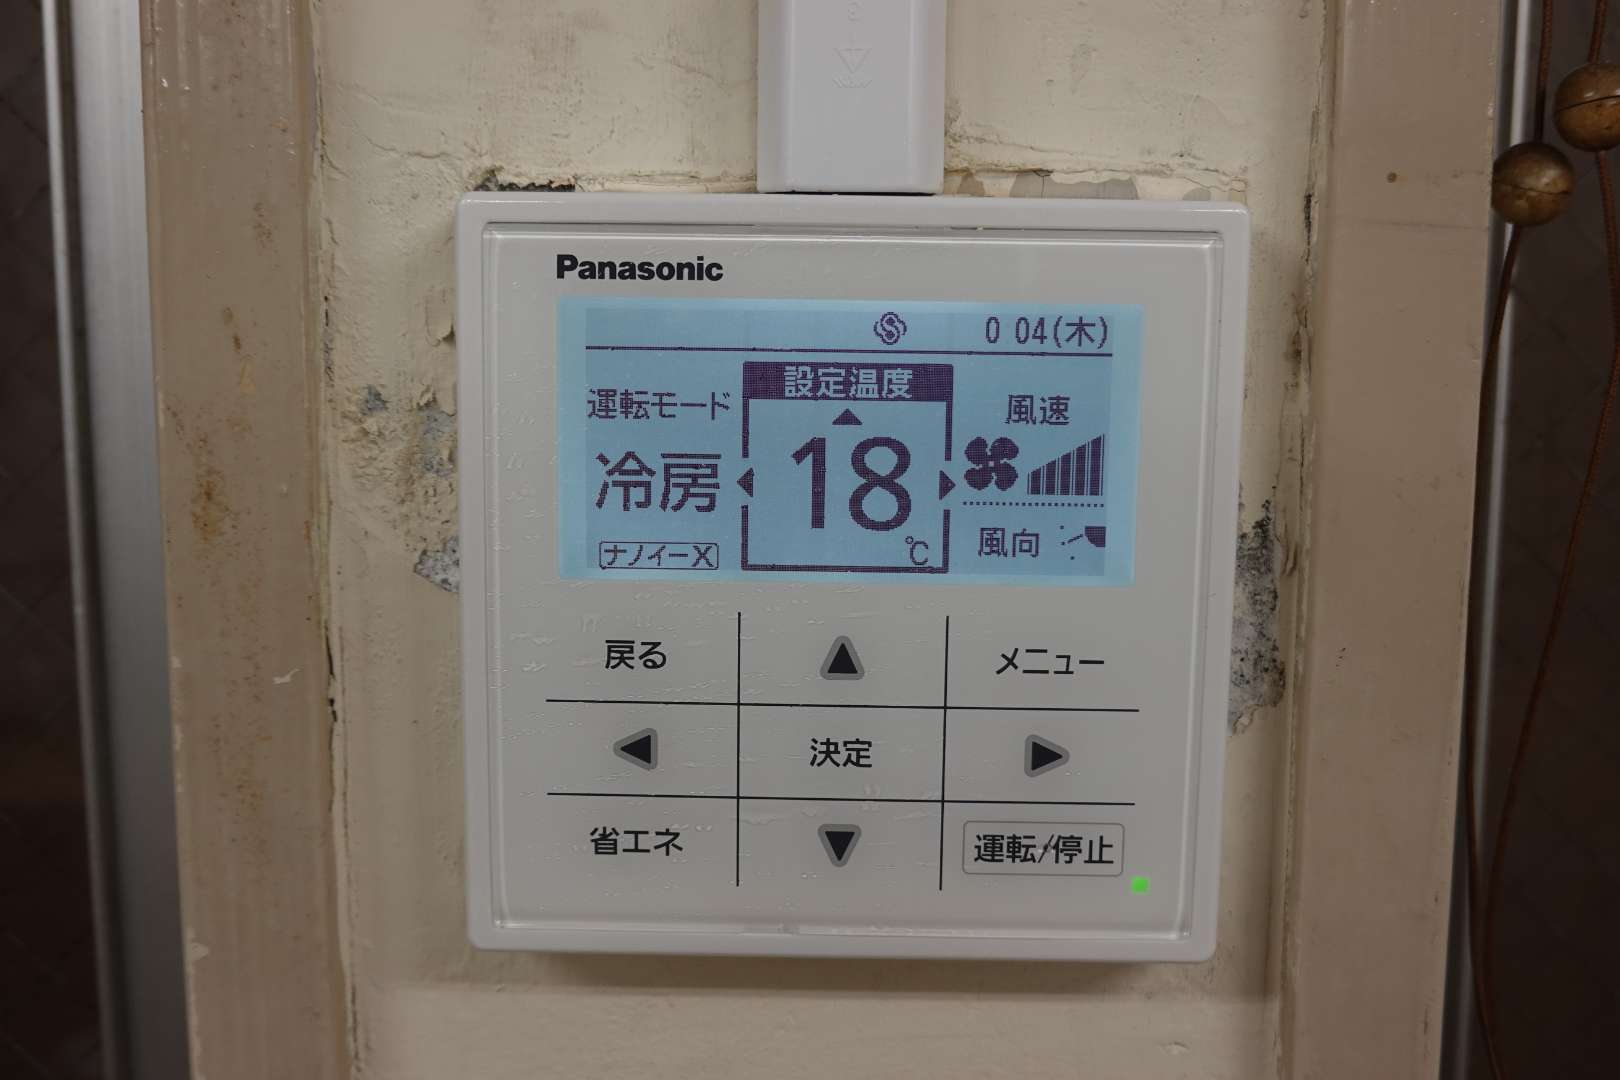 Panasonic
0 04(木)
運転モード
設定温度
風速
冷房
18
℃
ナノイーX
風向
戻る
メニュー
決定
省エネ
運転/停止